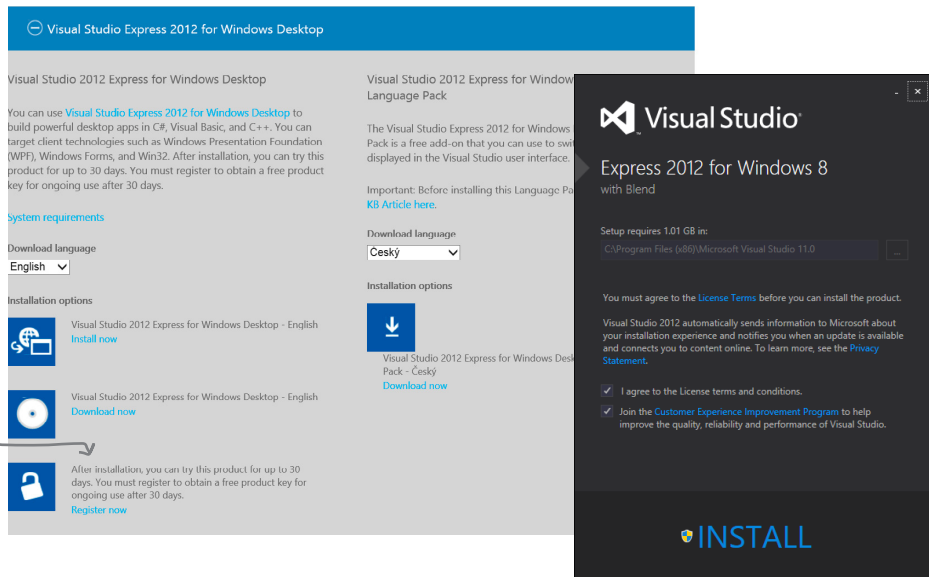 Visual Studio Express 2012 for Windows Desktop
Visual Studio 2012 Express for Windows Desktop
You can use Visual Studio Express 2012 for Windows Desktop to
build powerful desktop apps in C#, Visual Basic, and C++. You can
target client technologies such as Windows Presentation Foundation
(WPF), Windows Forms, and Win32. After installation, you can try this
product for up to 30 days. You must register to obtain a free product
key for ongoing use after 30 days.
System requirements
Download language
English
Installation options
Visual Studio 2012 Express for Windows Desktop - English
Install now
Visual Studio 2012 Express for Windows Desktop - English
Download now
After installation, you can try this product for up to 30
days. You must register to obtain a free product key for
ongoing use after 30 days.
Register now
Visual Studio 2012 Express for Window
Language Pack
The Visual Studio Express 2012 for Windows
Pack is a free add-on that you can use to swi
displayed in the Visual Studio user interface.
Important: Before installing this Language Pa
KB Article here.
Download language
Český
Installation options
Visual Studio 2012 Express for Windows Desk
Pack - Český
Download now
Visual Studio
Express 2012 for Windows 8
with Blend
Setup requires 1.01 GB in:
C:\Program Files (x86)\Microsoft Visual Studio 11.0
...
You must agree to the License Terms before you can install the product.
Visual Studio 2012 automatically sends information to Microsoft about
your installation experience and notifies you when an update is available
and connects you to content online. To learn more, see the Privacy
Statement.
I agree to the License terms and conditions.
Join the Customer Experience Improvement Program to help
improve the quality, reliability and performance of Visual Studio.
INSTALL